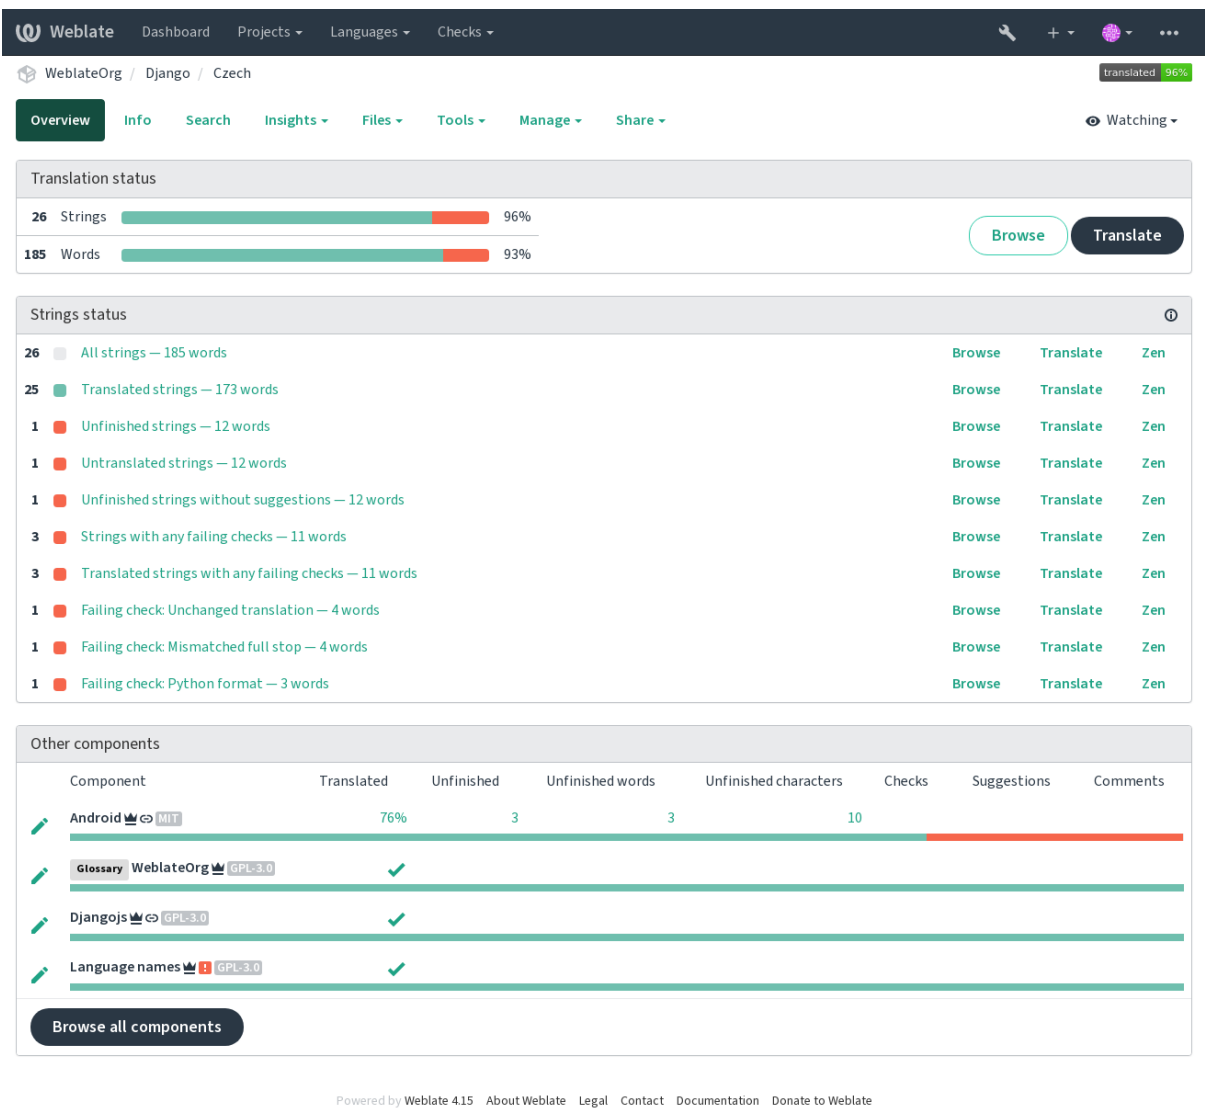 Weblate Dashboard Projects Languages Checks
WeblateOrg / Django / Czech translated 96%
Overview Info Search Insights Files Tools Manage Share Watching
Translation status
26 Strings 96%
185 Words 93%
Browse Translate
Strings status
26 All strings — 185 words Browse Translate Zen
25 Translated strings — 173 words Browse Translate Zen
1 Unfinished strings — 12 words Browse Translate Zen
1 Untranslated strings — 12 words Browse Translate Zen
1 Unfinished strings without suggestions — 12 words Browse Translate Zen
3 Strings with any failing checks — 11 words Browse Translate Zen
3 Translated strings with any failing checks — 11 words Browse Translate Zen
1 Failing check: Unchanged translation — 4 words Browse Translate Zen
1 Failing check: Mismatched full stop — 4 words Browse Translate Zen
1 Failing check: Python format — 3 words Browse Translate Zen
Other components
Component Translated Unfinished Unfinished words Unfinished characters Checks Suggestions Comments
Android MIT 76% 3 3 10
Glossary WeblateOrg GPL-3.0
Djangojs GPL-3.0
Language names GPL-3.0
Browse all components
Powered by Weblate 4.15 About Weblate Legal Contact Documentation Donate to Weblate